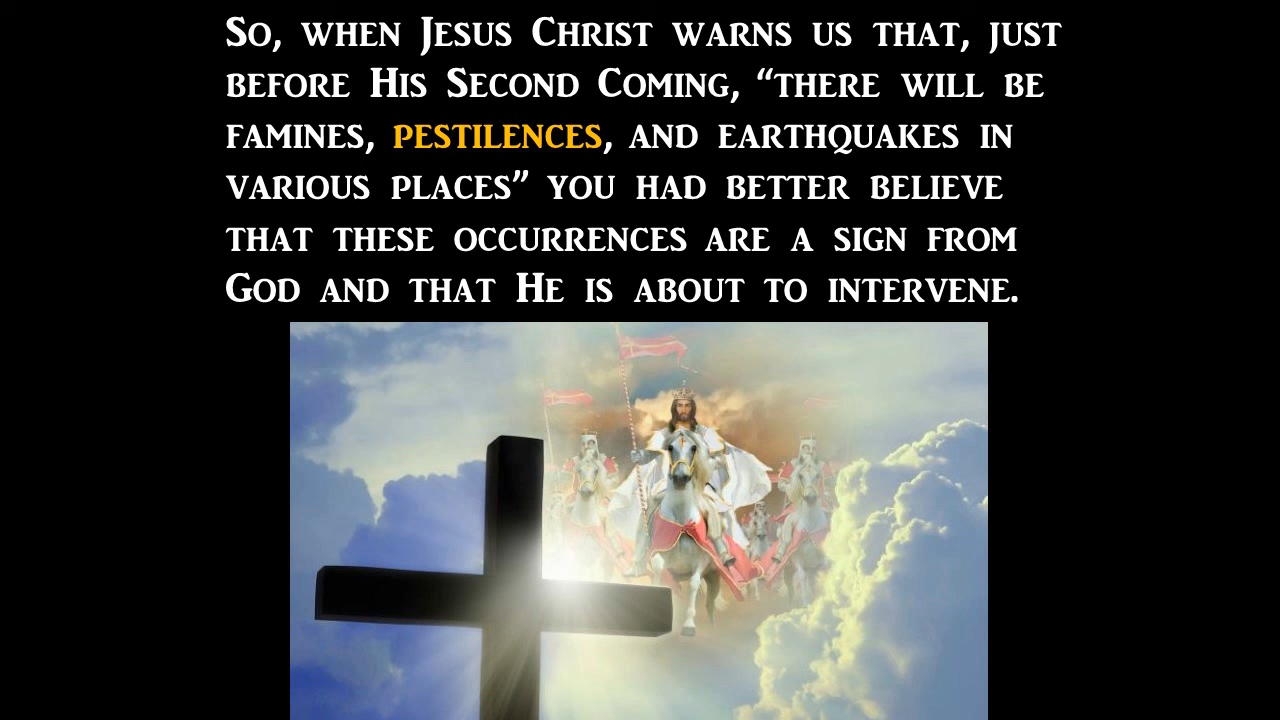 So, when Jesus Christ warns us that, just
before His Second Coming, “there will be
famines, pestilences, and earthquakes in
various places” you had better believe
that these occurrences are a sign from
God and that He is about to intervene.